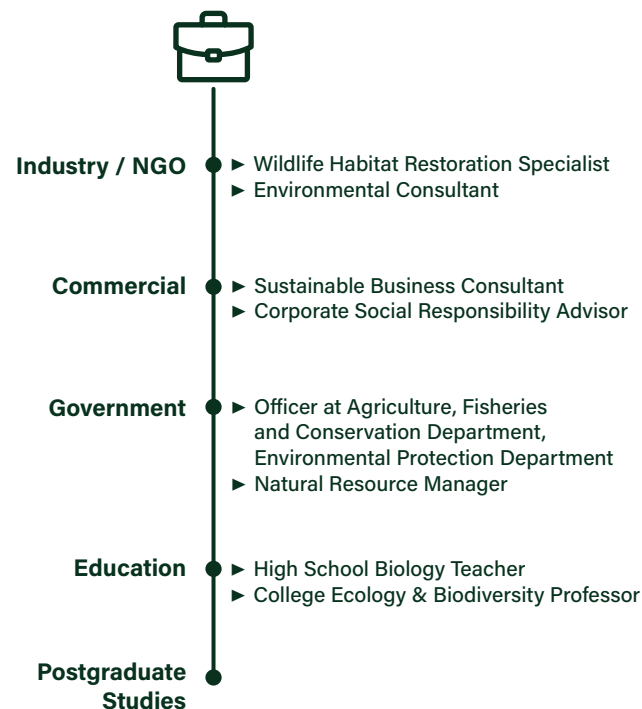 Industry / NGO
► Wildlife Habitat Restoration Specialist
► Environmental Consultant
Commercial
► Sustainable Business Consultant
► Corporate Social Responsibility Advisor
Government
► Officer at Agriculture, Fisheries
and Conservation Department,
Environmental Protection Department
► Natural Resource Manager
Education
► High School Biology Teacher
► College Ecology & Biodiversity Professor
Postgraduate
Studies